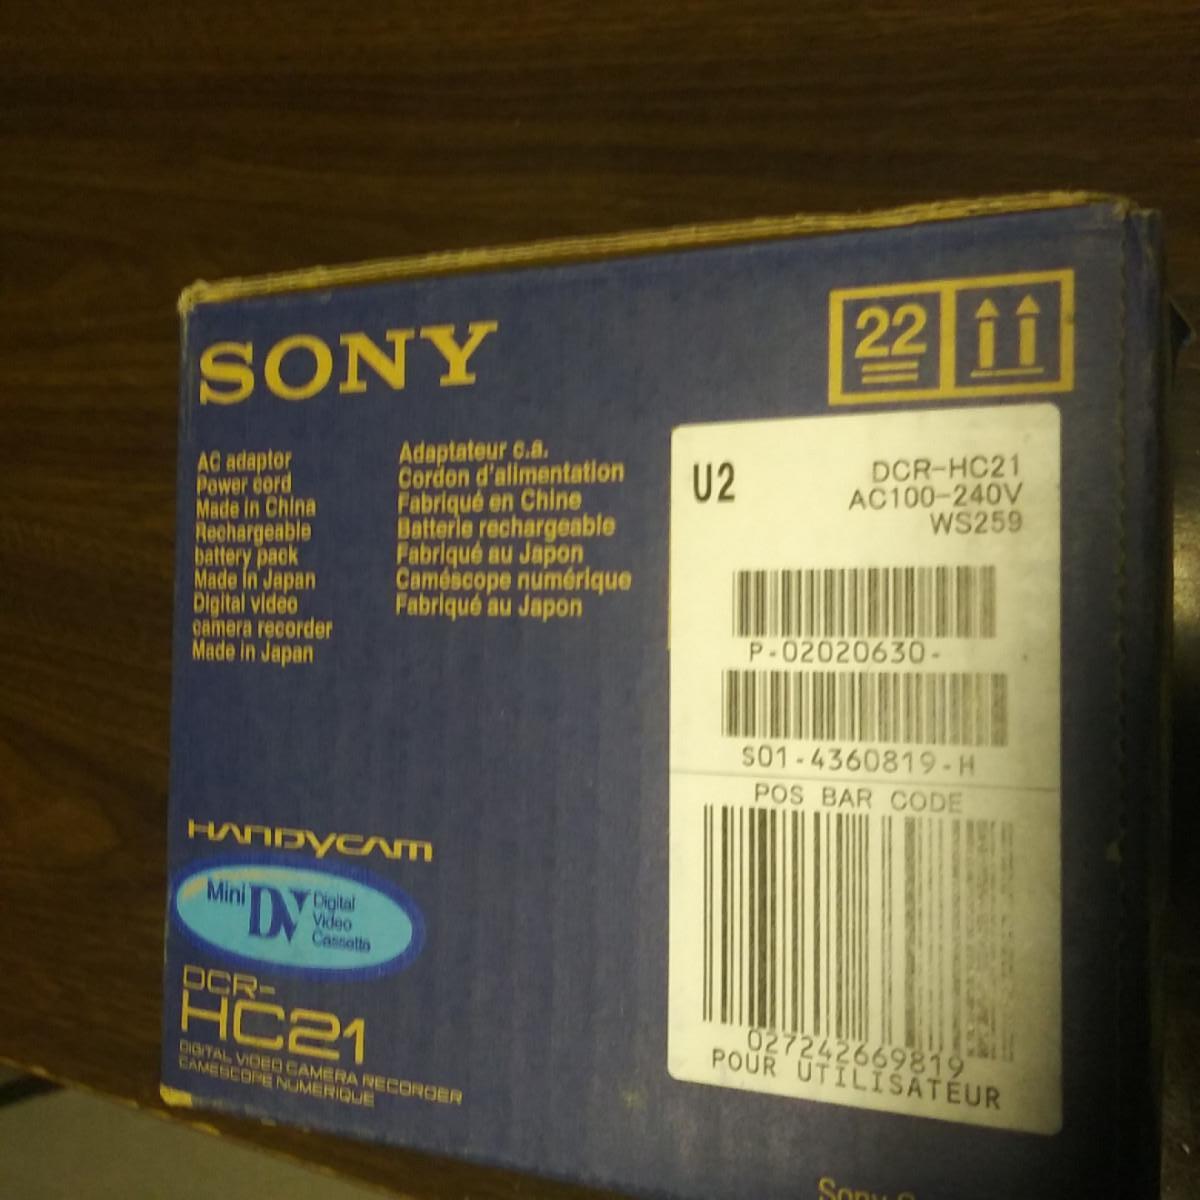 SONY
22
AC adaptor
Power cord
Made in China
Rechargeable
battery pack
Made in Japan
Digital video
camera recorder
Made in Japan
Adaptateur c.a.
Cordon d'alimentation
Fabriqué en Chine
Batterie rechargeable
Fabriqué au Japon
Caméscope numérique
Fabriqué au Japon
U2
DCR-HC21
AC100-240V
WS259
P-02020630-
S01-4360819-H
POS BAR CODE
027242669819
POUR UTILISATEUR
HANDYCAM
Mini DV Digital
Video
Cassette
DCR-
HC21
DIGITAL VIDEO CAMERA RECORDER
CAMESCOPE NUMERIQUE
Sony